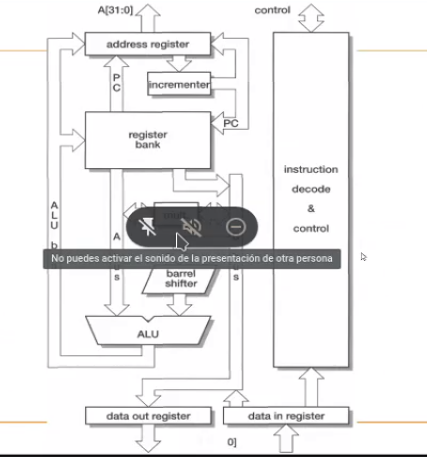 A[31:0]
control
address register
P
C
incrementer
PC
register
bank
instruction
decode
&
control
A
L
U
b
A
No puedes activar el sonido de la presentación de otra persona
s
s
barrel
shifter
ALU
data out register
data in register
0]